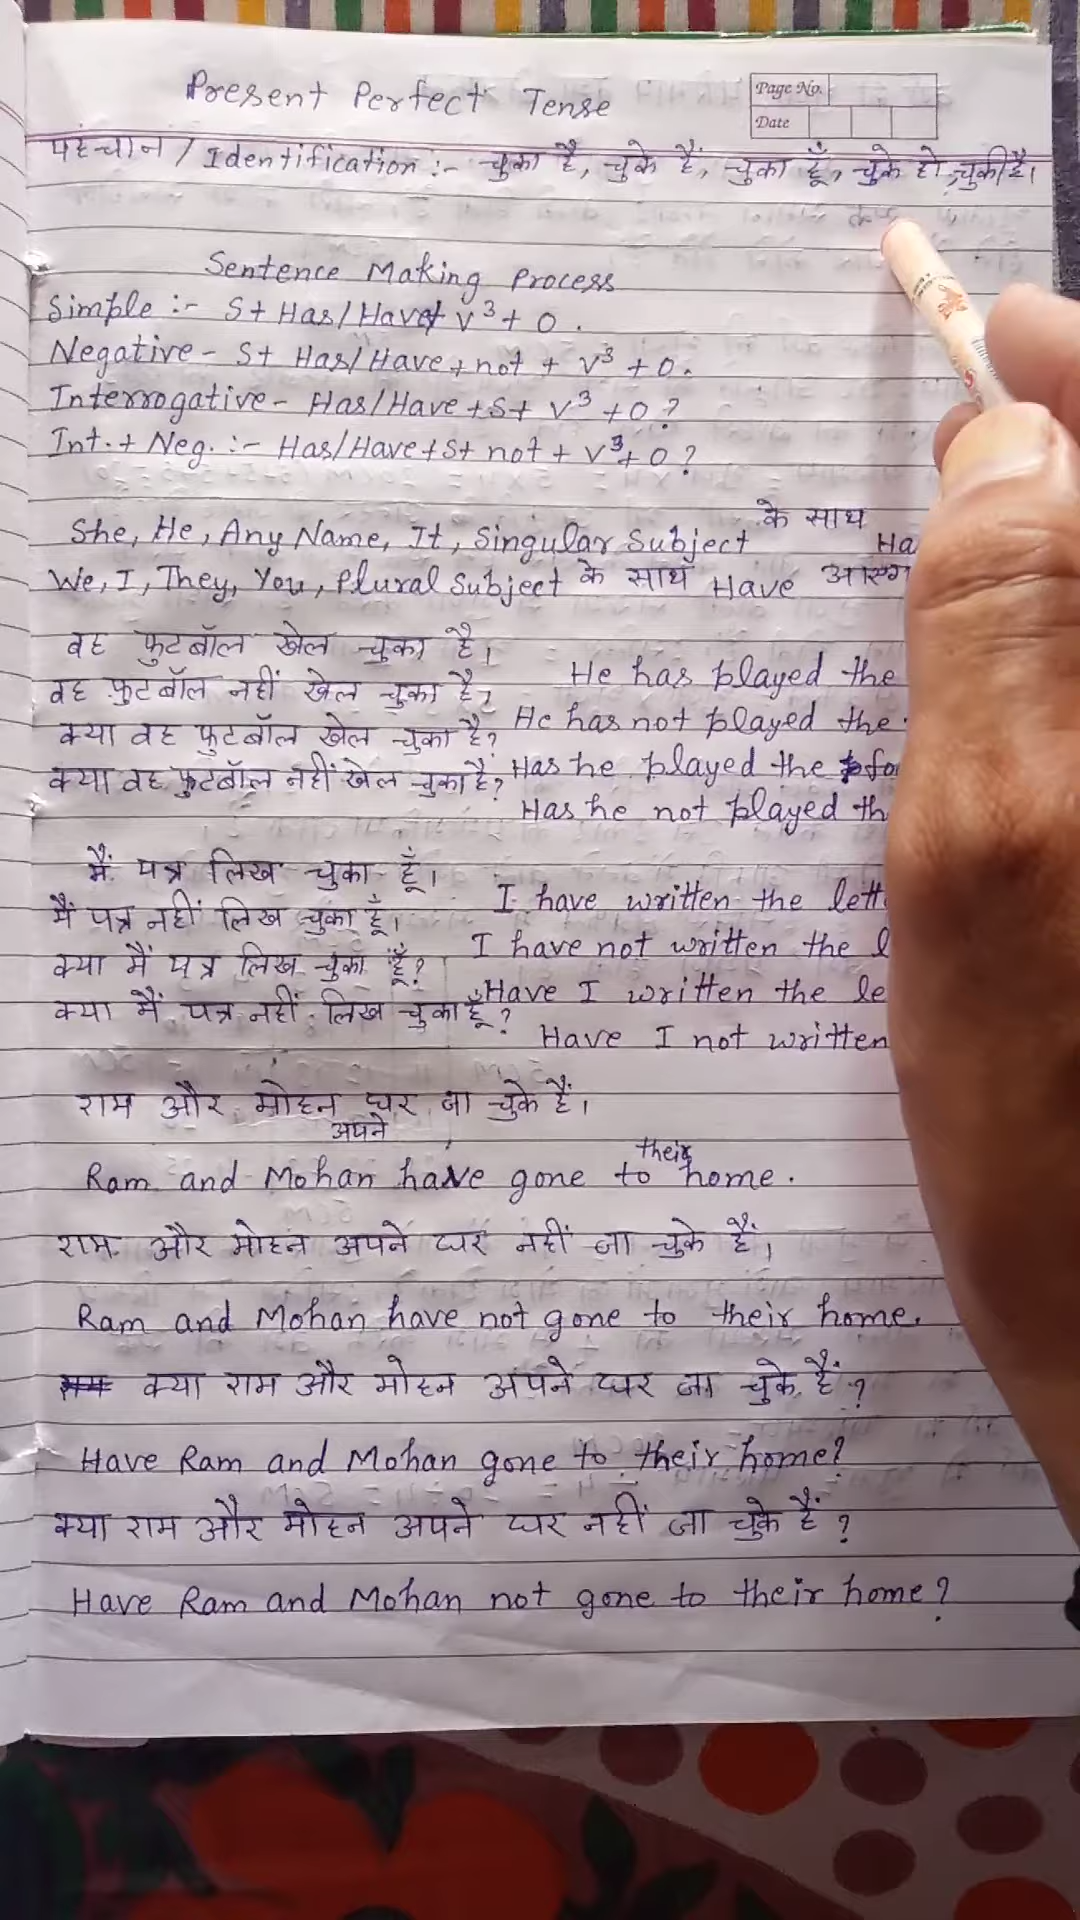 Present Perfect Tense
Page No.
Date
पहचान / Identification :- चुका है, चुके हैं, चुका हूँ, चुके हो, चुकी है।
Sentence Making Process
Simple :- S+ Has/Have+ V3+ O.
Negative - S+ Has/Have + not + V3 + O.
Interrogative - Has/Have +S+ V3 +O ?
Int. + Neg. :- Has/Have+S+ not + V3+ O ?
She, He, Any Name, It, Singular Subject के साथ Ha
We, I, They, You, Plural Subject के साथ Have
वह फुटबॉल खेल चुका है।
He has played the
वह फुटबॉल नहीं खेल चुका है,
He has not played the
क्या वह फुटबॉल खेल चुका है?
Has he played the fo
क्या वह फुटबॉल नहीं खेल चुका है?
Has he not played th
मैं पत्र लिख चुका हूँ।
I have written the lett
मैं पत्र नहीं लिख चुका हूँ।
I have not written the l
क्या मैं पत्र लिख चुका हूँ?
Have I written the le
क्या मैं पत्र नहीं लिख चुका हूँ?
Have I not written
राम और मोहन अपने घर जा चुके हैं।
Ram and Mohan have gone to their home.
राम और मोहन अपने घर नहीं जा चुके हैं,
Ram and Mohan have not gone to their home.
क्या राम और मोहन अपने घर जा चुके हैं ?
Have Ram and Mohan gone to their home?
क्या राम और मोहन अपने घर नहीं जा चुके हैं ?
Have Ram and Mohan not gone to their home?